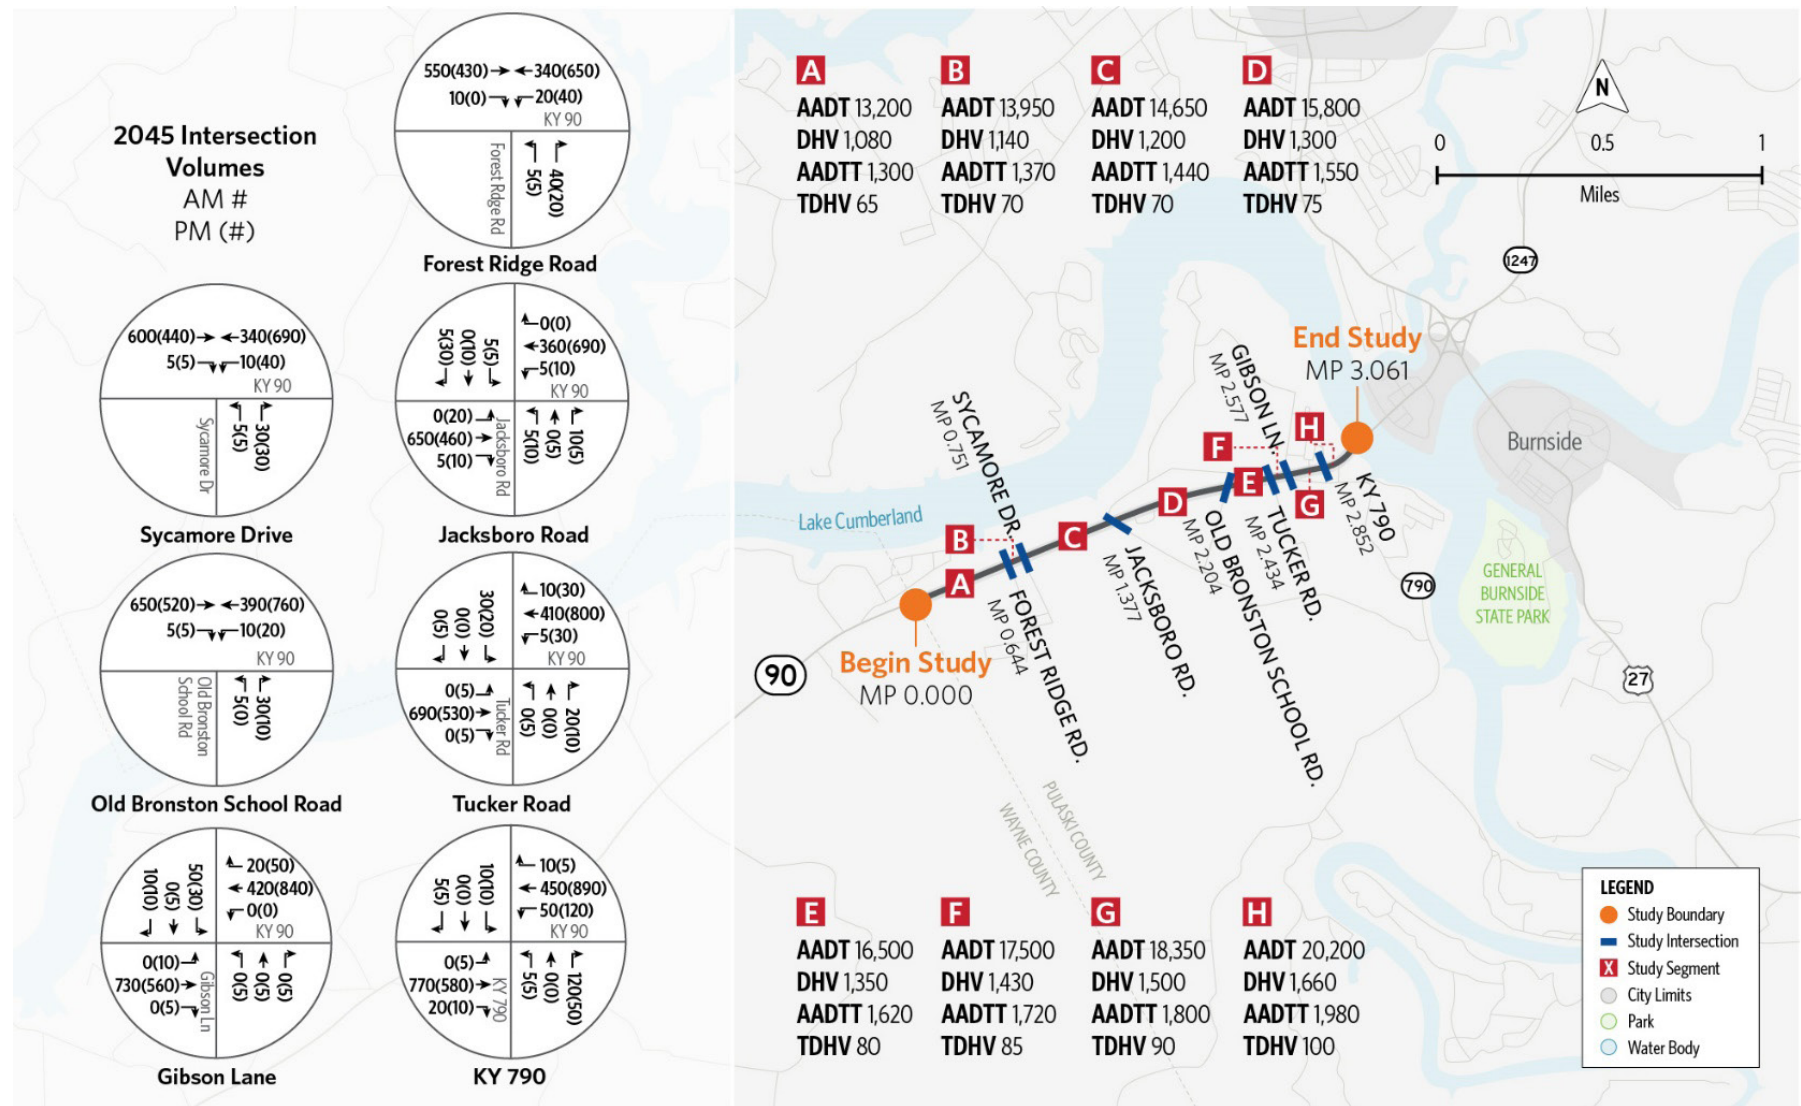 2045 Intersection
Volumes
AM #
PM (#)
550(430) 340(650)
10(0) 20(40)
KY 90
Forest Rdge Rd
5(5)
40(20)
Forest Ridge Road
600(440) 340(690)
5(5) 10(40)
KY 90
Sycamore Dr
5(5)
30(30)
Sycamore Drive
5(30)
0(10)
5(5)
0(0)
360(690)
5(10)
KY 90
0(20)
650(460)
5(10)
Jacksboro Rd
5(10)
0(5)
10(5)
Jacksboro Road
650(520) 390(760)
5(5) 10(20)
KY 90
Old Bronston
School Rd
5(0)
30(10)
Old Bronston School Road
0(5)
0(0)
30(20)
10(30)
410(800)
5(30)
KY 90
0(5)
690(530)
0(5)
Tucker Rd
0(5)
0(0)
20(10)
Tucker Road
10(10)
0(5)
50(30)
20(50)
420(840)
0(0)
KY 90
0(10)
730(560)
0(5)
Gibson Ln
0(5)
0(5)
0(5)
Gibson Lane
5(5)
0(0)
10(10)
10(5)
450(890)
50(120)
KY 90
0(5)
770(580)
20(10)
KY 790
5(5)
0(0)
120(50)
KY 790
A
AADT 13,200
DHV 1,080
AADTT 1,300
TDHV 65
B
AADT 13,950
DHV 1,140
AADTT 1,370
TDHV 70
C
AADT 14,650
DHV 1,200
AADTT 1,440
TDHV 70
D
AADT 15,800
DHV 1,300
AADTT 1,550
TDHV 75
N
0 0.5 1
Miles
1247
End Study
MP 3.061
GIBSON LN.
MP 2.577
SYCAMORE DR.
MP 0.751
H
F
E
G
D
C
B
A
Burnside
Lake Cumberland
KY 790
MP 2.852
TUCKER RD.
MP 2.434
OLD BRONSTON SCHOOL RD.
MP 2.204
JACKSBORO RD.
MP 1.377
FOREST RIDGE RD.
MP 0.644
790
GENERAL
BURNSIDE
STATE PARK
90
Begin Study
MP 0.000
27
PULASKI COUNTY
WAYNE COUNTY
E
AADT 16,500
DHV 1,350
AADTT 1,620
TDHV 80
F
AADT 17,500
DHV 1,430
AADTT 1,720
TDHV 85
G
AADT 18,350
DHV 1,500
AADTT 1,800
TDHV 90
H
AADT 20,200
DHV 1,660
AADTT 1,980
TDHV 100
LEGEND
Study Boundary
Study Intersection
X Study Segment
City Limits
Park
Water Body